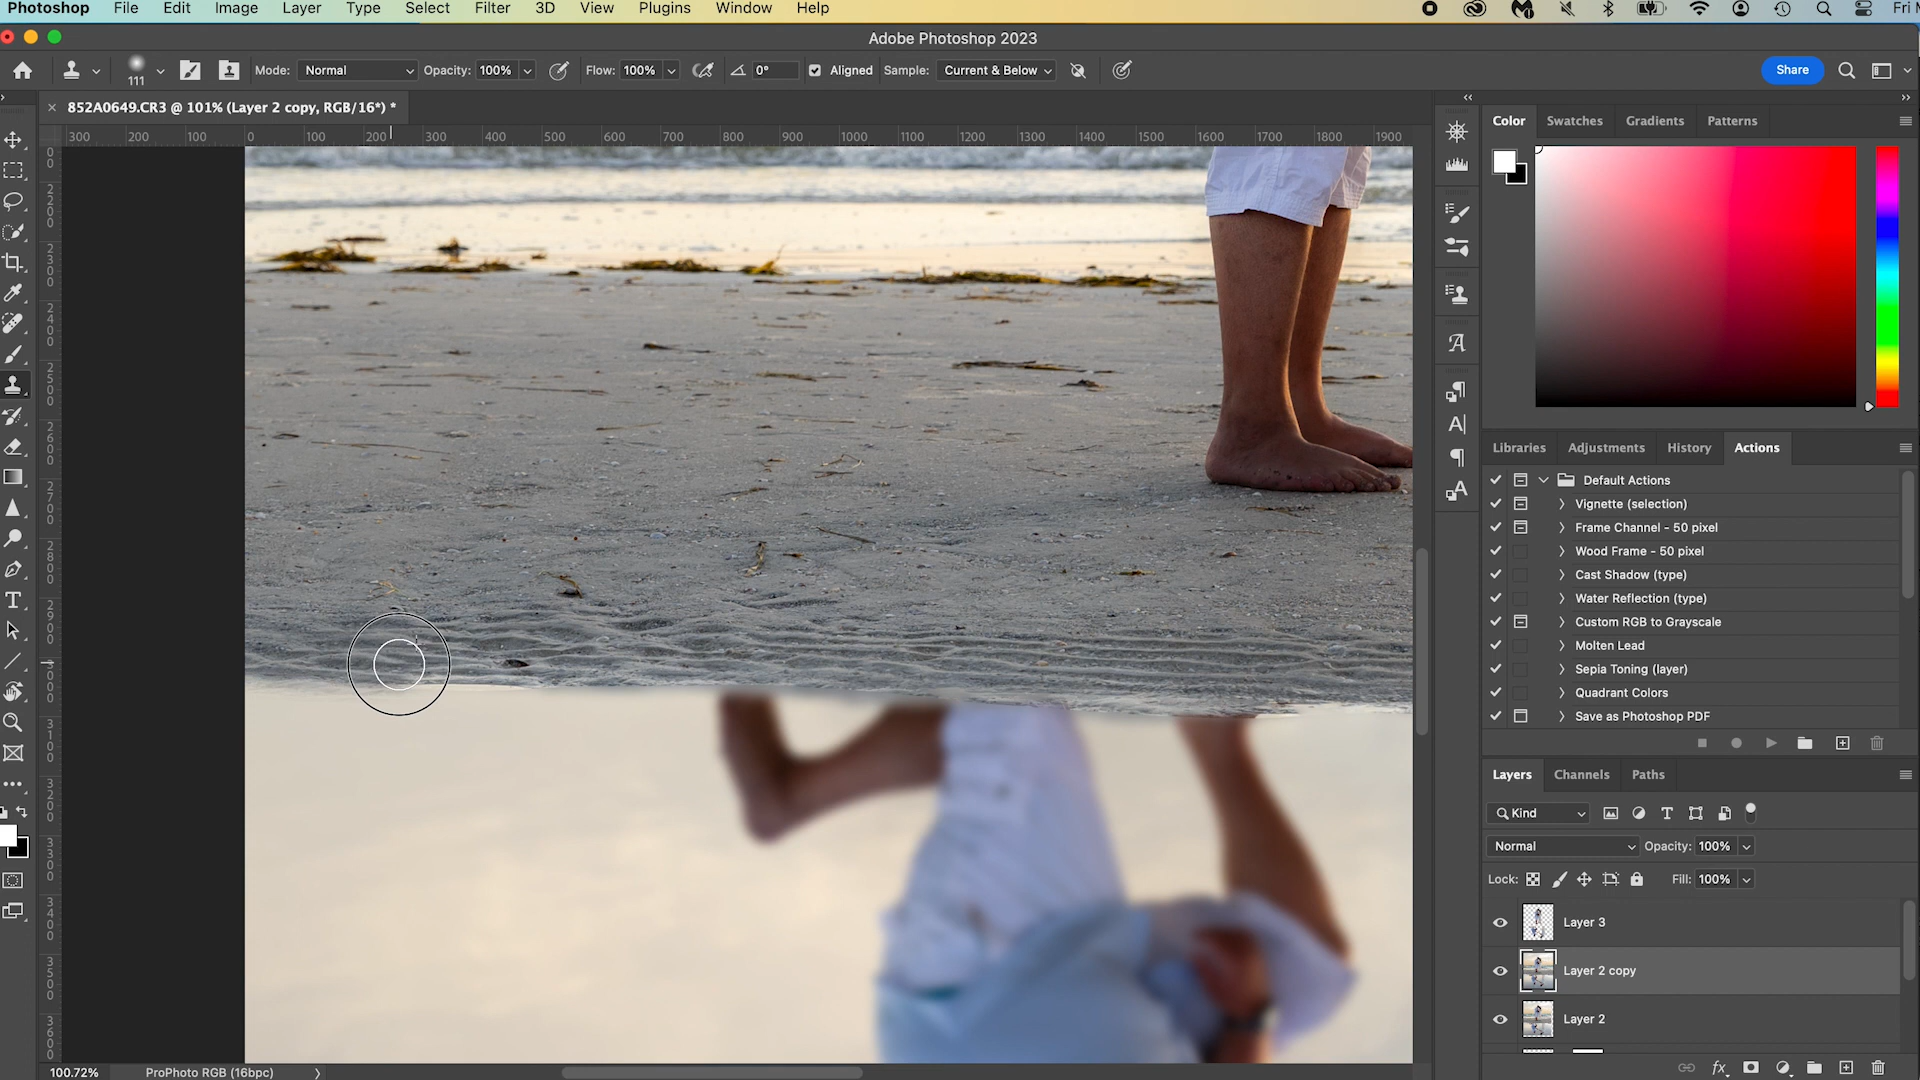 Photoshop File Edit Image Layer Type Select Filter 3D View Plugins Window Help Fri
Adobe Photoshop 2023
111 Mode: Normal Opacity: 100% Flow: 100% 0° Aligned Sample: Current & Below Share
852A0649.CR3 @ 101% (Layer 2 copy, RGB/16*) *
300 200 100 0 100 200 300 400 500 600 700 800 900 1000 1100 1200 1300 1400 1500 1600 1700 1800 1900
Color Swatches Gradients Patterns
Libraries Adjustments History Actions
Default Actions
Vignette (selection)
Frame Channel - 50 pixel
Wood Frame - 50 pixel
Cast Shadow (type)
Water Reflection (type)
Custom RGB to Grayscale
Molten Lead
Sepia Toning (layer)
Quadrant Colors
Save as Photoshop PDF
Layers Channels Paths
Kind
Normal Opacity: 100%
Lock: Fill: 100%
Layer 3
Layer 2 copy
Layer 2
100.72% ProPhoto RGB (16bpc)